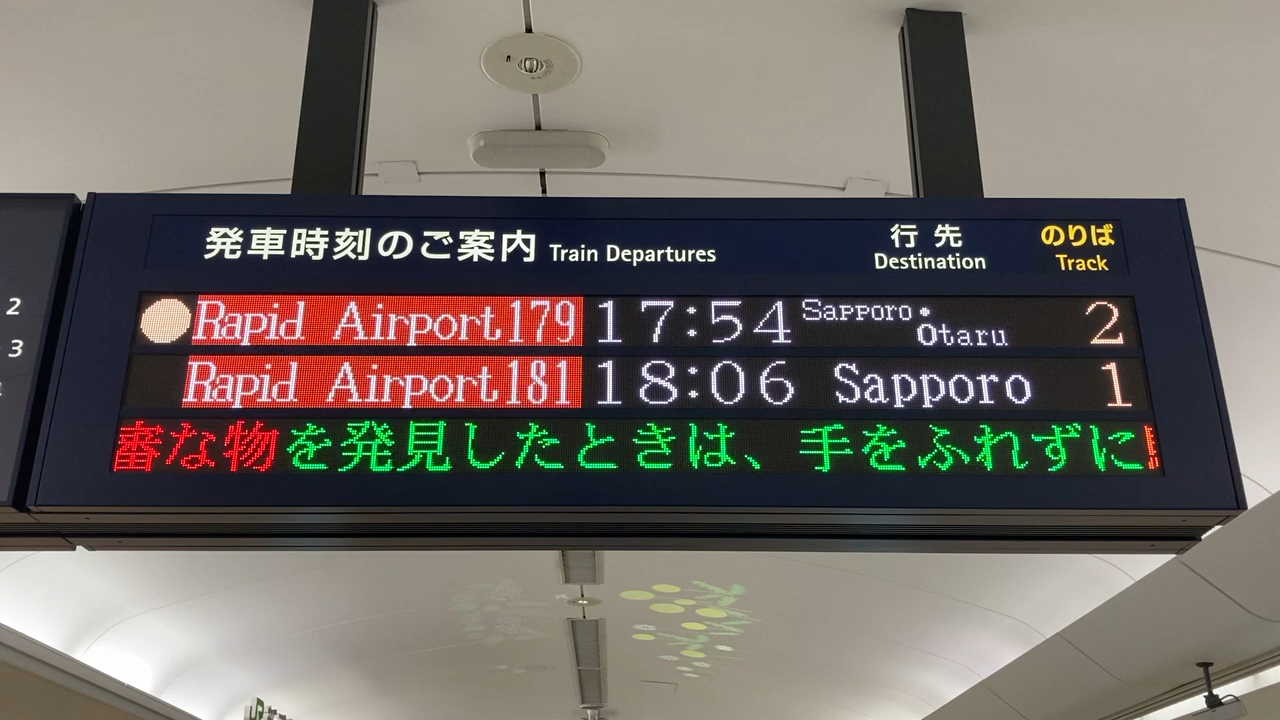 発車時刻のご案内 Train Departures 行先 Destination のりば Track
Rapid Airport179 17:54 Sapporo・Otaru 2
Rapid Airport181 18:06 Sapporo 1
審な物を発見したときは、手をふれずに
2
3